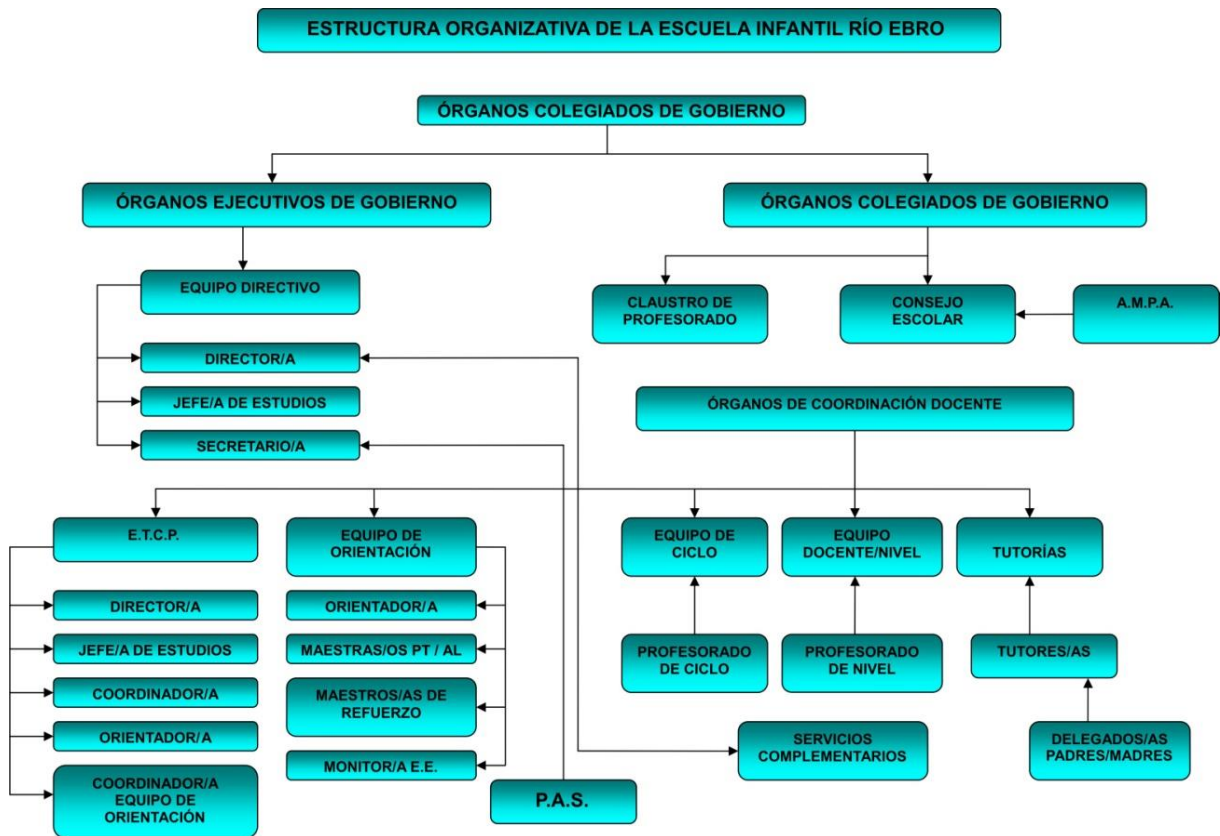 ESTRUCTURA ORGANIZATIVA DE LA ESCUELA INFANTIL RÍO EBRO
ÓRGANOS COLEGIADOS DE GOBIERNO
ÓRGANOS EJECUTIVOS DE GOBIERNO
ÓRGANOS COLEGIADOS DE GOBIERNO
EQUIPO DIRECTIVO
CLAUSTRO DE
PROFESORADO
CONSEJO
ESCOLAR
A.M.P.A.
DIRECTOR/A
JEFE/A DE ESTUDIOS
SECRETARIO/A
ÓRGANOS DE COORDINACIÓN DOCENTE
E.T.C.P.
DIRECTOR/A
JEFE/A DE ESTUDIOS
COORDINADOR/A
ORIENTADOR/A
COORDINADOR/A
EQUIPO DE
ORIENTACIÓN
EQUIPO DE
ORIENTACIÓN
ORIENTADOR/A
MAESTRAS/OS PT / AL
MAESTROS/AS DE
REFUERZO
MONITOR/A E.E.
P.A.S.
EQUIPO DE
CICLO
PROFESORADO
DE CICLO
EQUIPO
DOCENTE/NIVEL
PROFESORADO
DE NIVEL
TUTORÍAS
TUTORES/AS
SERVICIOS
COMPLEMENTARIOS
DELEGADOS/AS
PADRES/MADRES